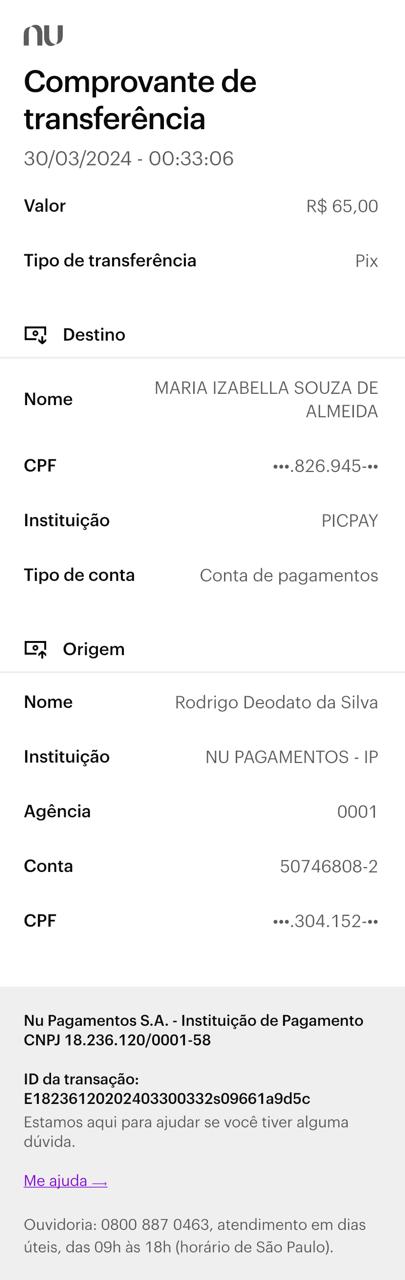 nu
Comprovante de
transferência
30/03/2024 - 00:33:06
Valor R$ 65,00
Tipo de transferência Pix
Destino
Nome MARIA IZABELLA SOUZA DE
ALMEIDA
CPF •••.826.945-••
Instituição PICPAY
Tipo de conta Conta de pagamentos
Origem
Nome Rodrigo Deodato da Silva
Instituição NU PAGAMENTOS - IP
Agência 0001
Conta 50746808-2
CPF •••.304.152-••
Nu Pagamentos S.A. - Instituição de Pagamento
CNPJ 18.236.120/0001-58
ID da transação:
E18236120202403300332s09661a9d5c
Estamos aqui para ajudar se você tiver alguma
dúvida.
Me ajuda →
Ouvidoria: 0800 887 0463, atendimento em dias
úteis, das 09h às 18h (horário de São Paulo).